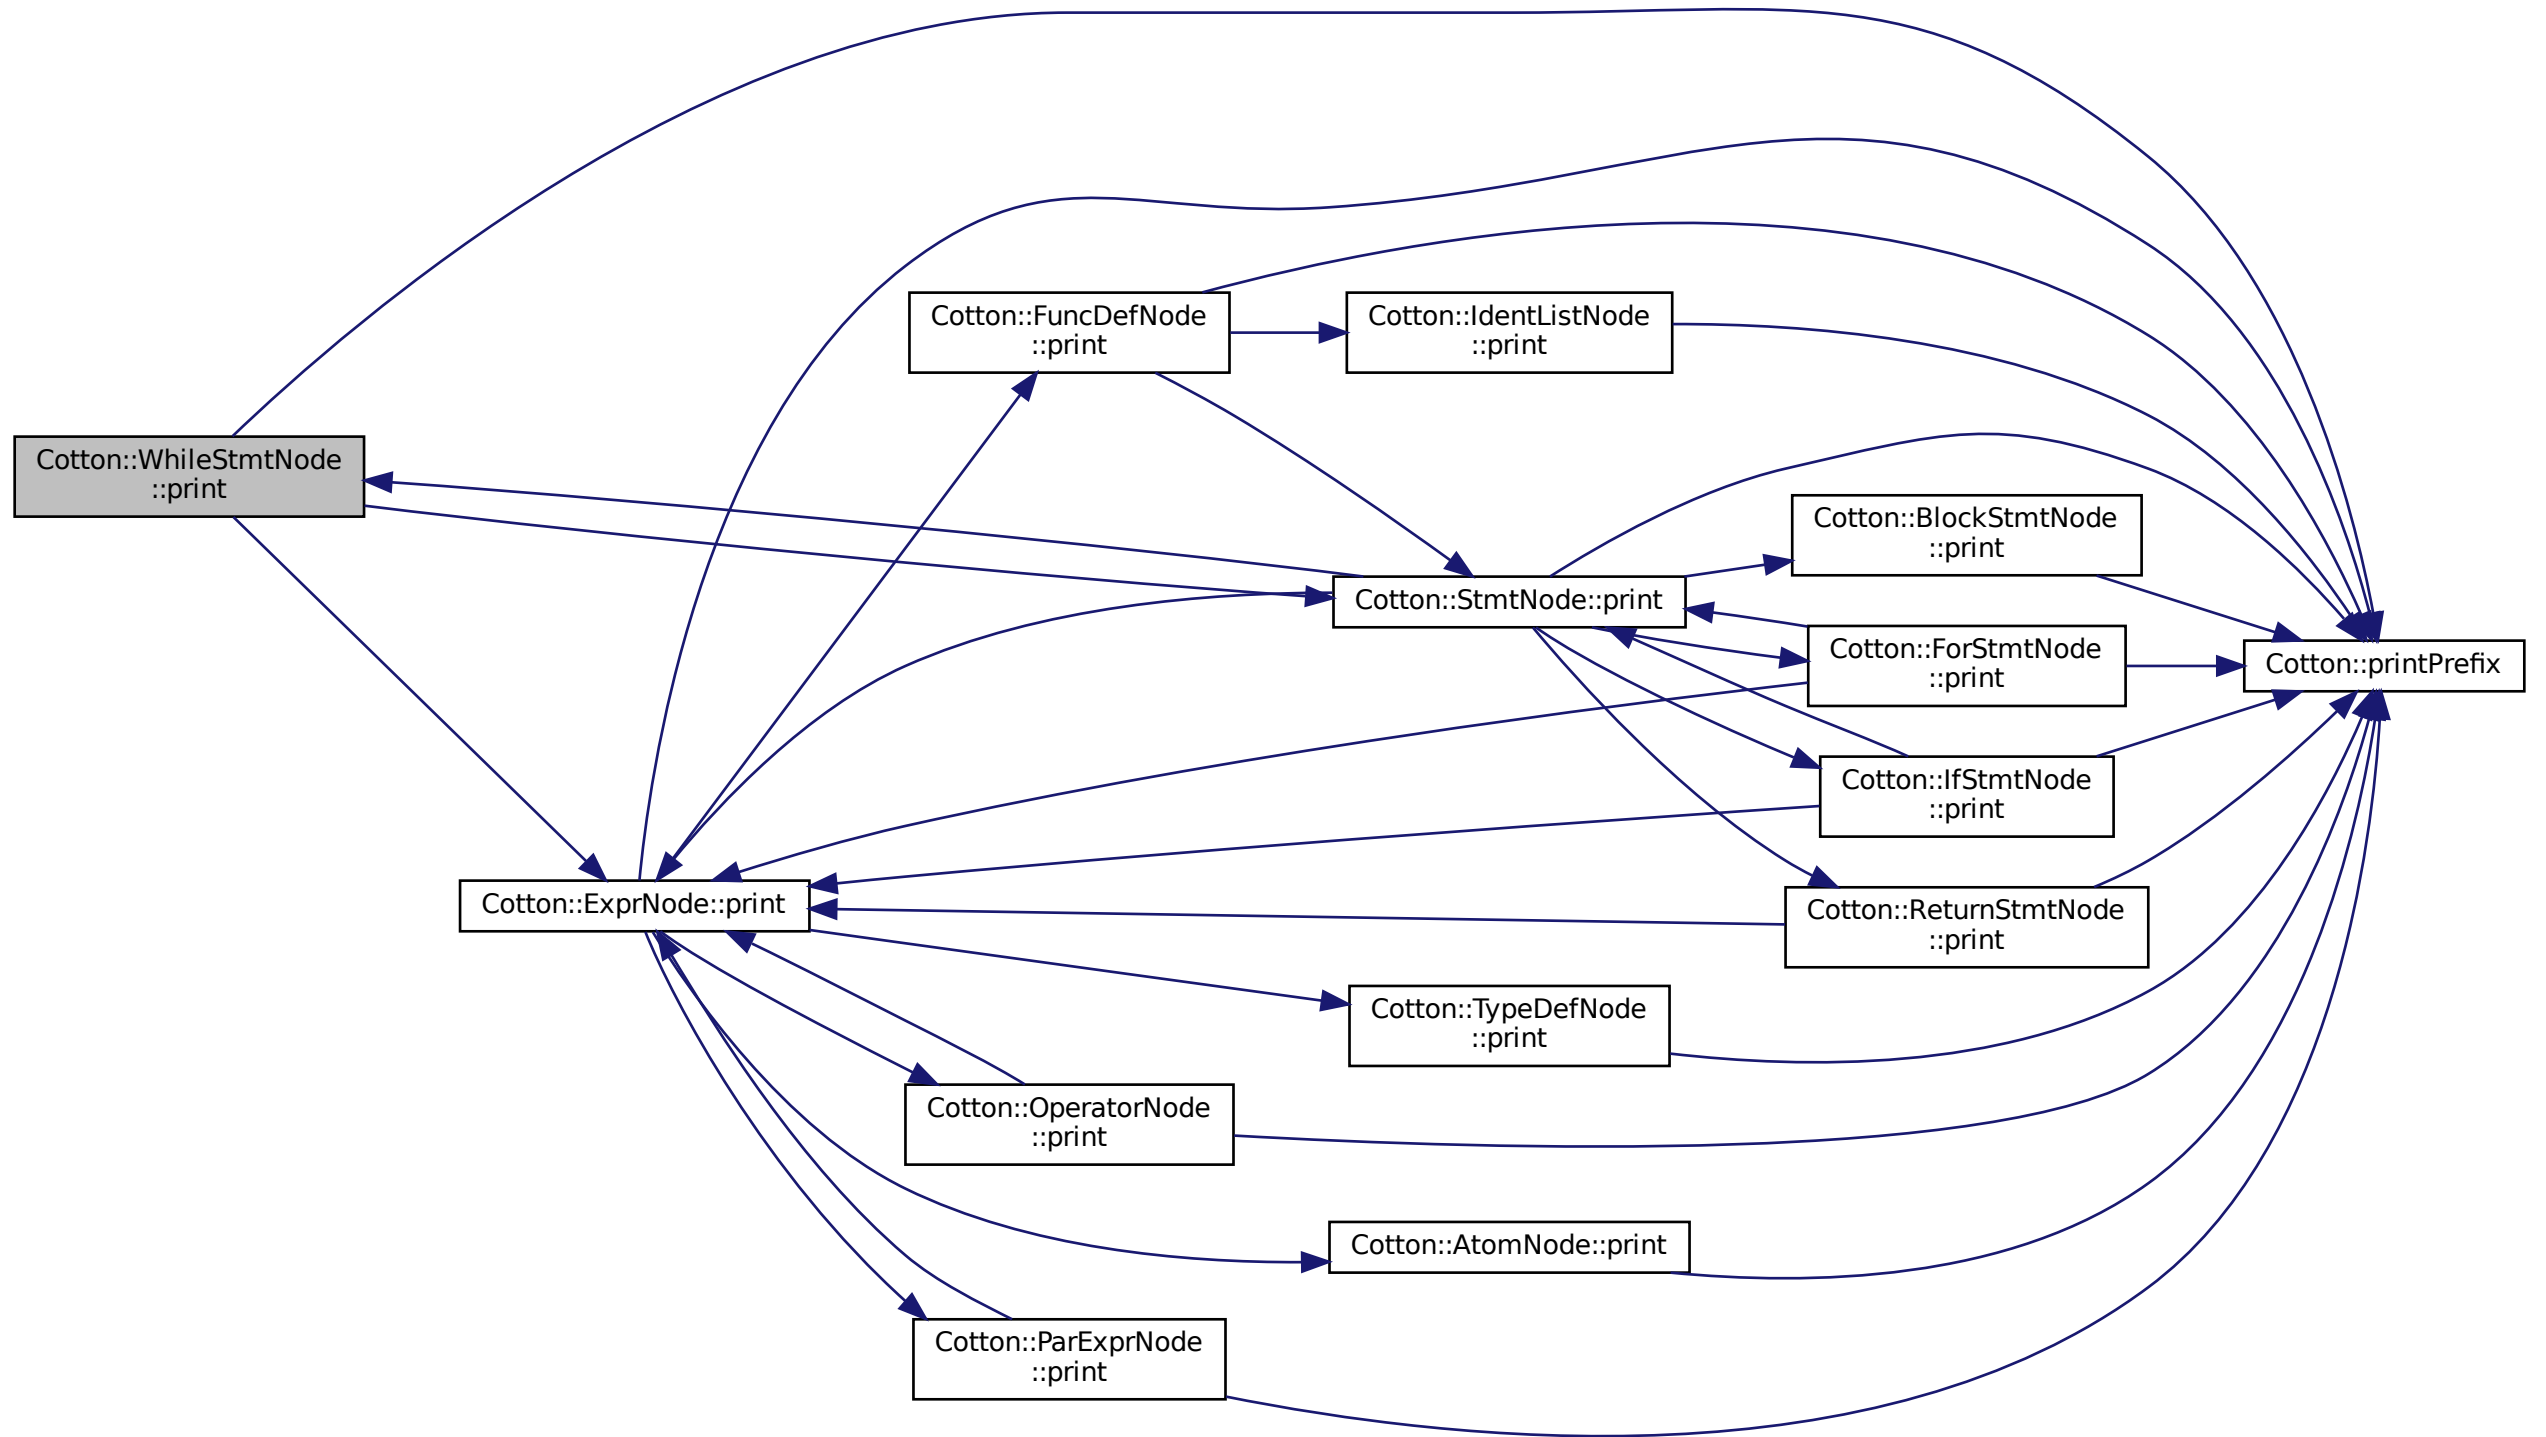 Cotton::WhileStmtNode
::print
Cotton::FuncDefNode
::print
Cotton::IdentListNode
::print
Cotton::BlockStmtNode
::print
Cotton::StmtNode::print
Cotton::ForStmtNode
::print
Cotton::printPrefix
Cotton::IfStmtNode
::print
Cotton::ExprNode::print
Cotton::ReturnStmtNode
::print
Cotton::TypeDefNode
::print
Cotton::OperatorNode
::print
Cotton::AtomNode::print
Cotton::ParExprNode
::print